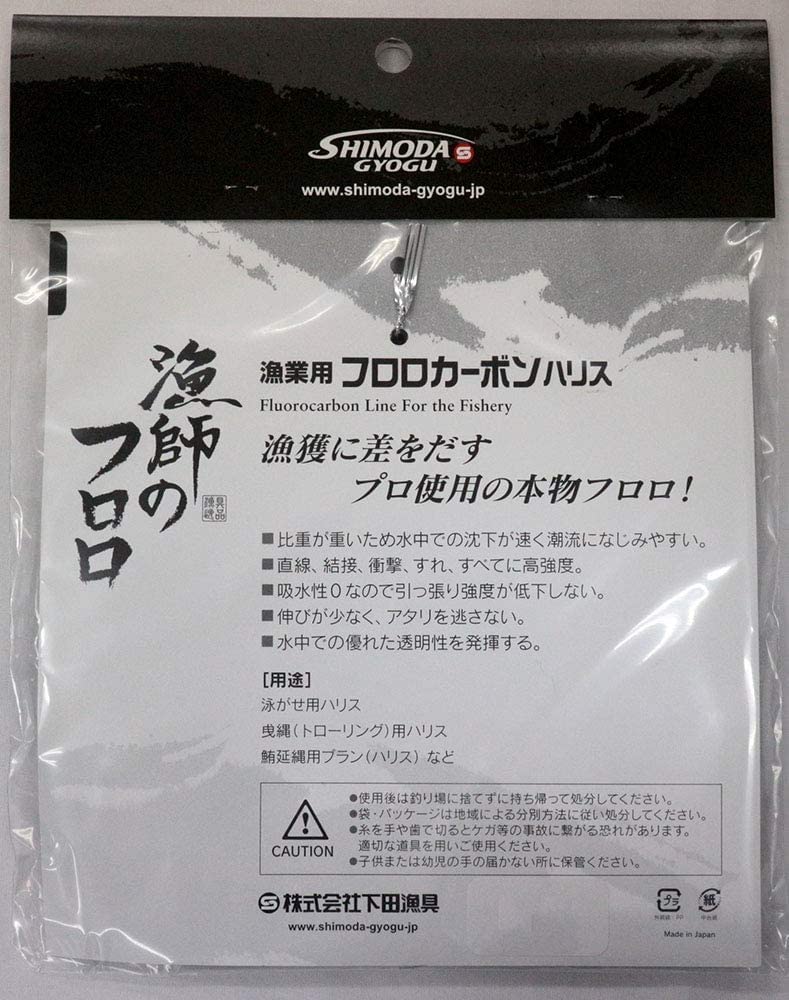 SHIMODA S
GYOGU
www.shimoda-gyogu-jp
漁師の
フロロ
漁業用 フロロカーボンハリス
Fluorocarbon Line For the Fishery
漁獲に差をだす
プロ使用の本物フロロ!
■比重が重いため水中での沈下が速く潮流になじみやすい。
■直線、結接、衝撃、すれ、すべてに高強度。
■吸水性0なので引っ張り強度が低下しない。
■伸びが少なく、アタリを逃さない。
■水中での優れた透明性を発揮する。
[用途]
泳がせ用ハリス
曳縄(トローリング)用ハリス
鮪延縄用ブラン(ハリス) など
CAUTION
●使用後は釣り場に捨てずに持ち帰って処分してください。
●袋・パッケージは地域による分別方法に従い処分してください。
●糸を手や歯で切るとケガ等の事故に繋がる恐れがあります。
適切な道具を用いご使用ください。
●子供または幼児の手の届かない所に保管ください。
S 株式会社下田漁具
www.shimoda-gyogu-jp
プラ
紙
Made in Japan